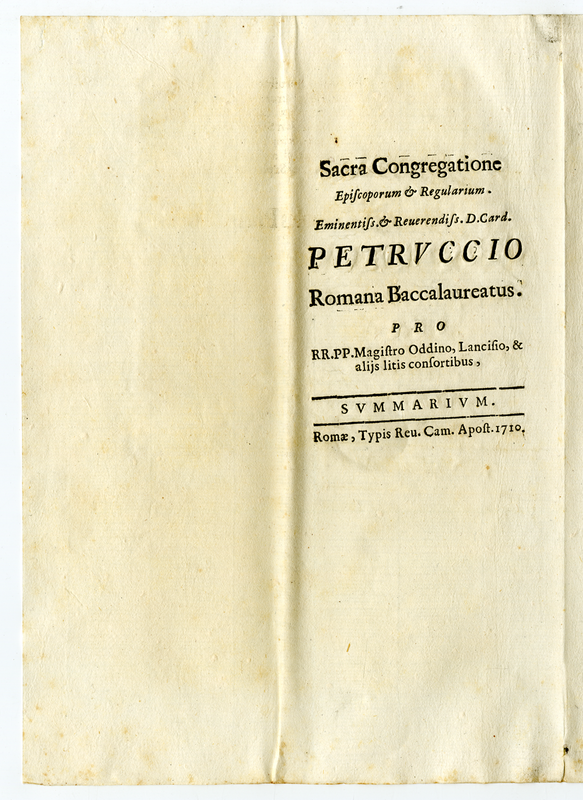 Sacra Congregatione
Epiſcoporum & Regularium.
Eminentiſs.& Reuerendiſs. D.Card.
PETRVCCIO
Romana Baccalaureatus.
PRO
RR.PP.Magiſtro Oddino, Lanciſio, &
alijs litis conſortibus,
SVMMARIVM.
Romæ, Typis Reu. Cam. Apoſt.1710.